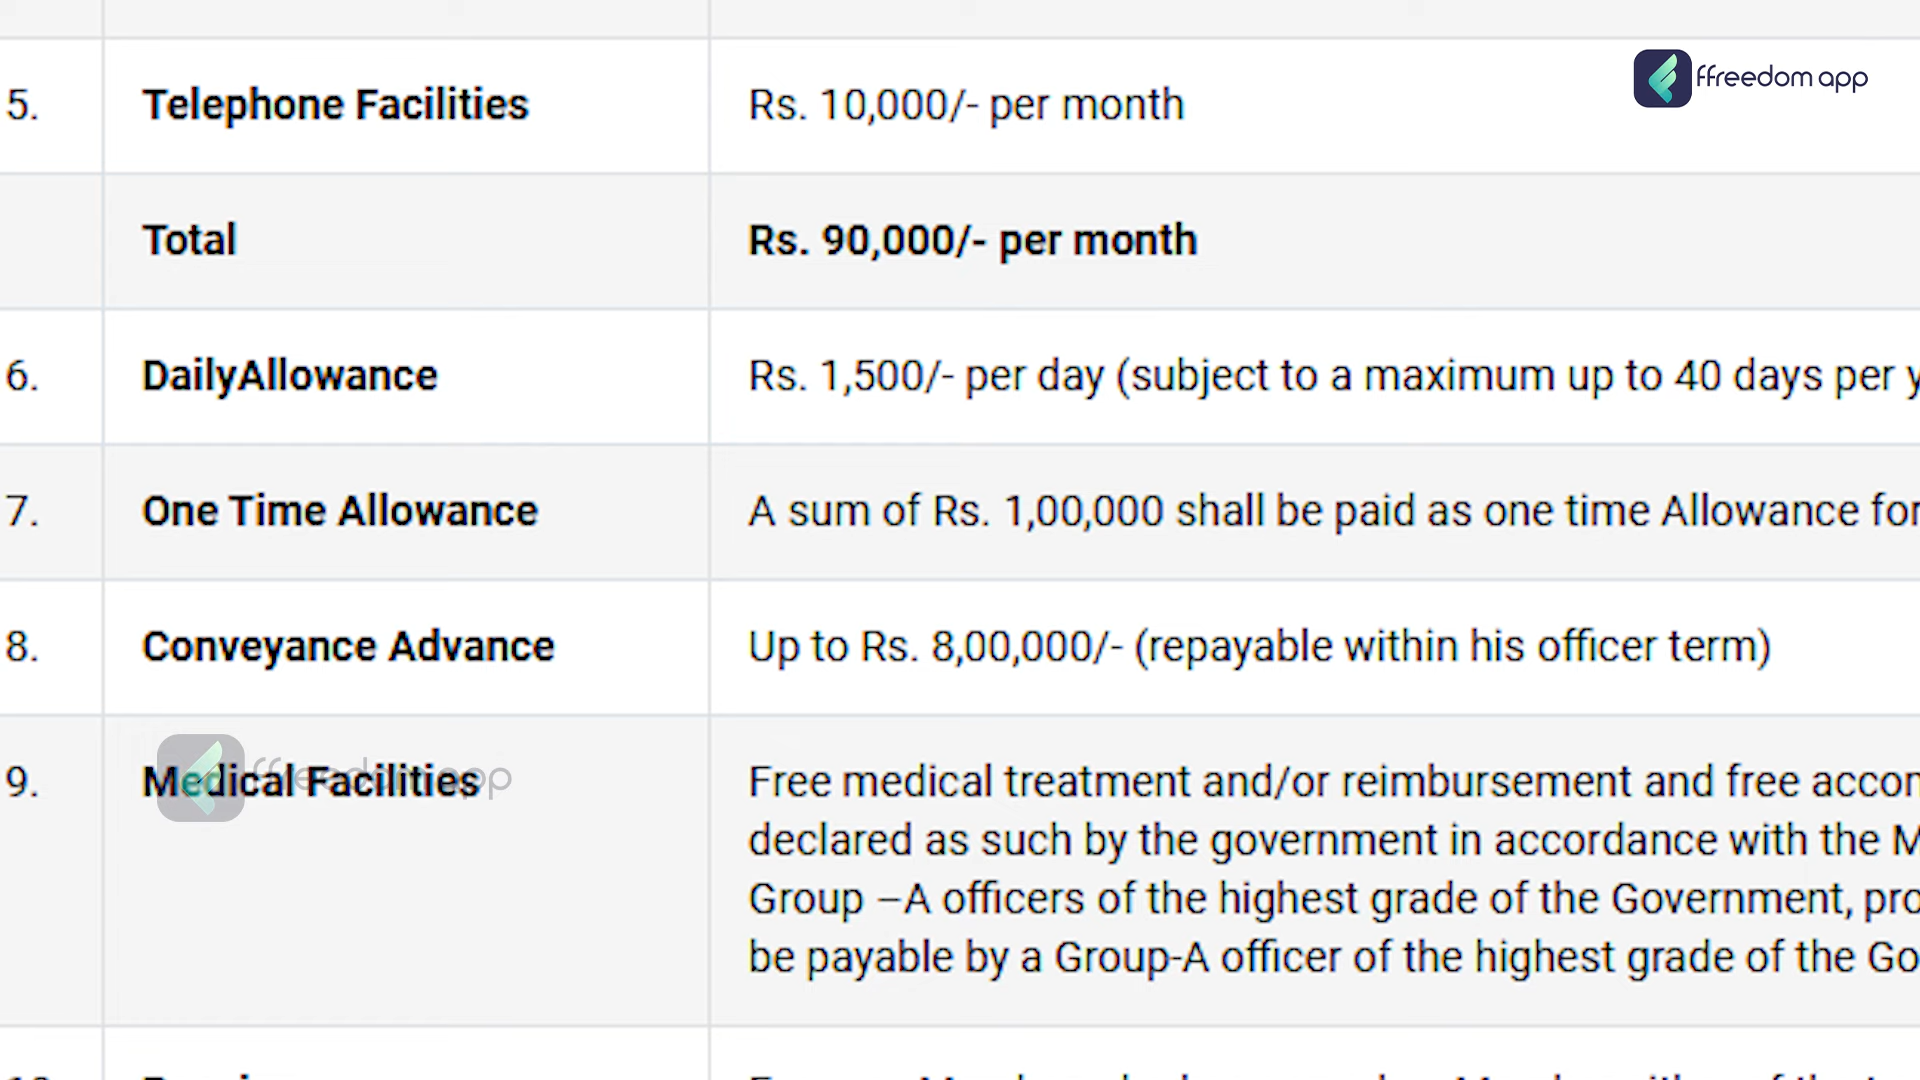 ffreedom app
5. Telephone Facilities Rs. 10,000/- per month
Total Rs. 90,000/- per month
6. DailyAllowance Rs. 1,500/- per day (subject to a maximum up to 40 days per y
7. One Time Allowance A sum of Rs. 1,00,000 shall be paid as one time Allowance for
8. Conveyance Advance Up to Rs. 8,00,000/- (repayable within his officer term)
9. Medical Facilities Free medical treatment and/or reimbursement and free accom
ffreedom app
declared as such by the government in accordance with the M
Group –A officers of the highest grade of the Government, pro
be payable by a Group-A officer of the highest grade of the Go